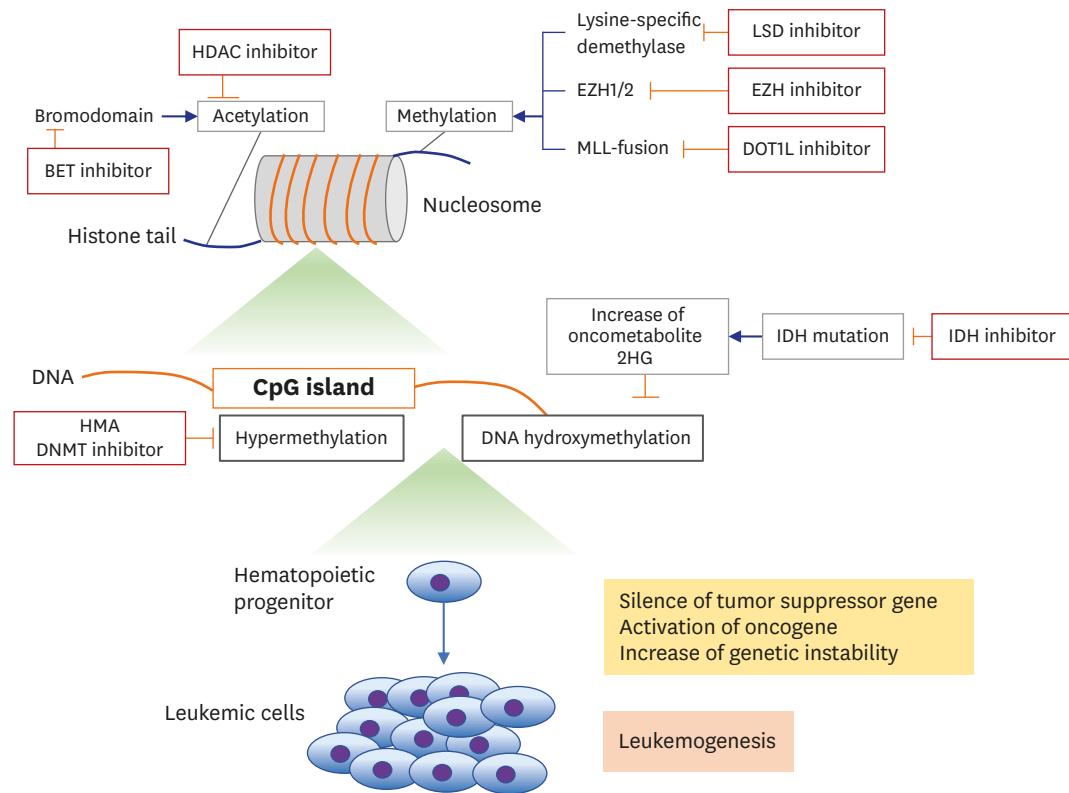 HDAC inhibitor
Bromodomain
Acetylation
BET inhibitor
Histone tail
Methylation
Nucleosome
Lysine-specific
demethylase
LSD inhibitor
EZH1/2
EZH inhibitor
MLL-fusion
DOT1L inhibitor
Increase of
oncometabolite
2HG
IDH mutation
IDH inhibitor
DNA
CpG island
HMA
DNMT inhibitor
Hypermethylation
DNA hydroxymethylation
Hematopoietic
progenitor
Silence of tumor suppressor gene
Activation of oncogene
Increase of genetic instability
Leukemic cells
Leukemogenesis